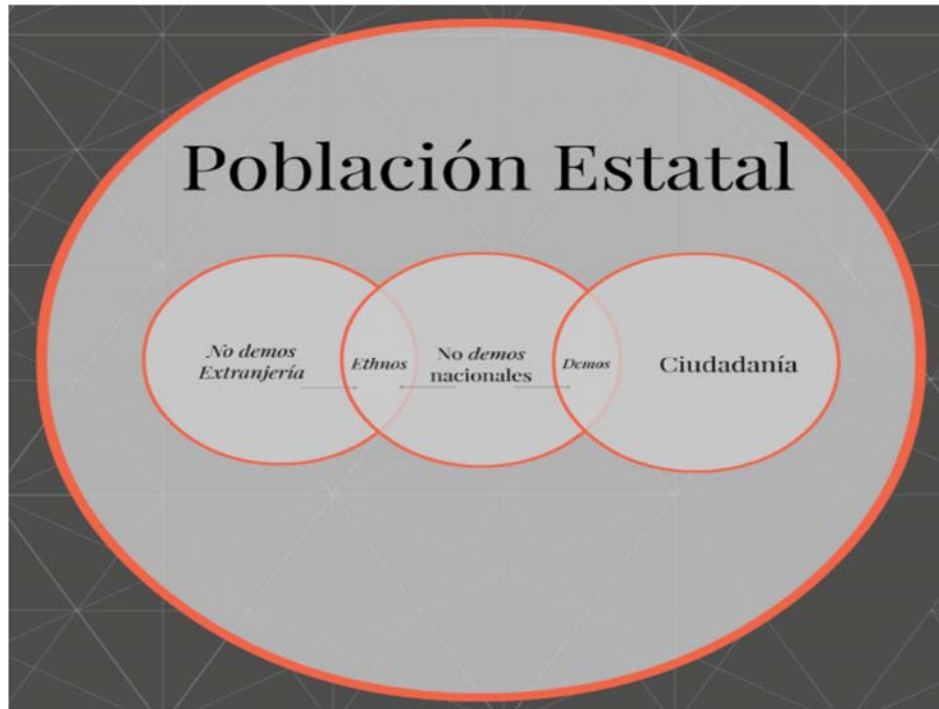 Población Estatal
No demos
Extranjería
Ethnos
No demos
nacionales
Demos
Ciudadanía